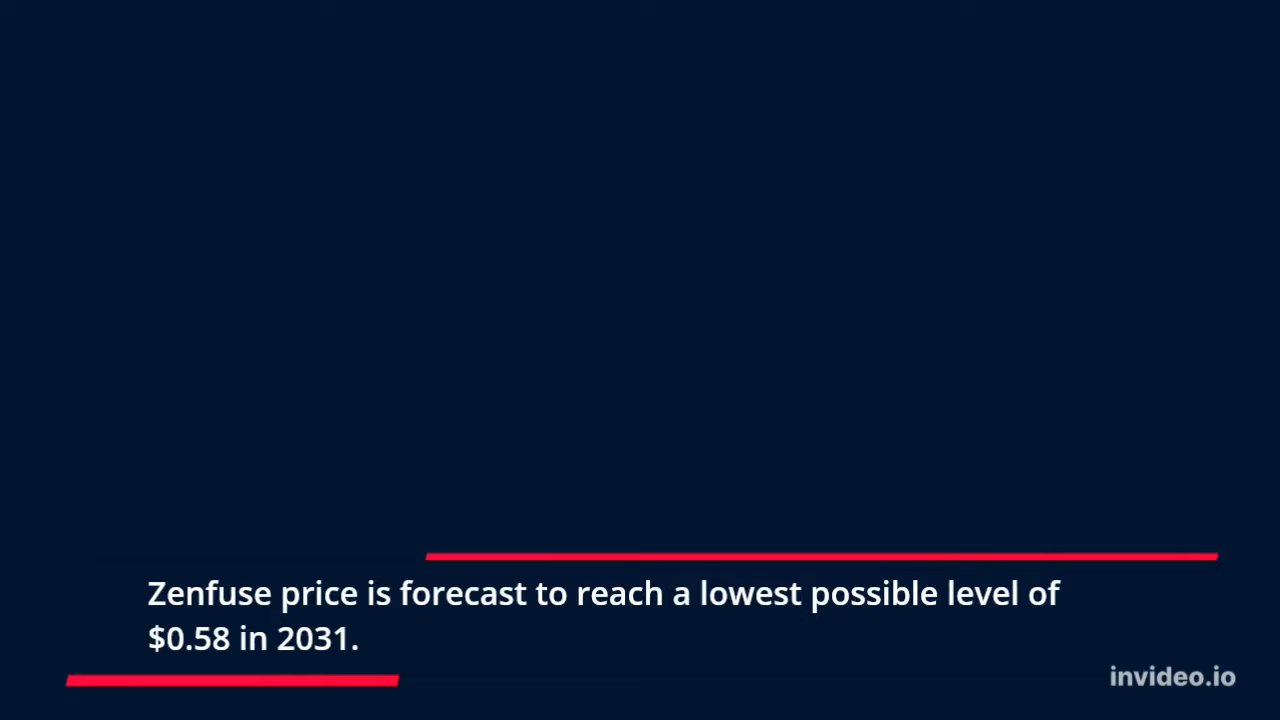 Zenfuse price is forecast to reach a lowest possible level of
$0.58 in 2031.
invideo.io